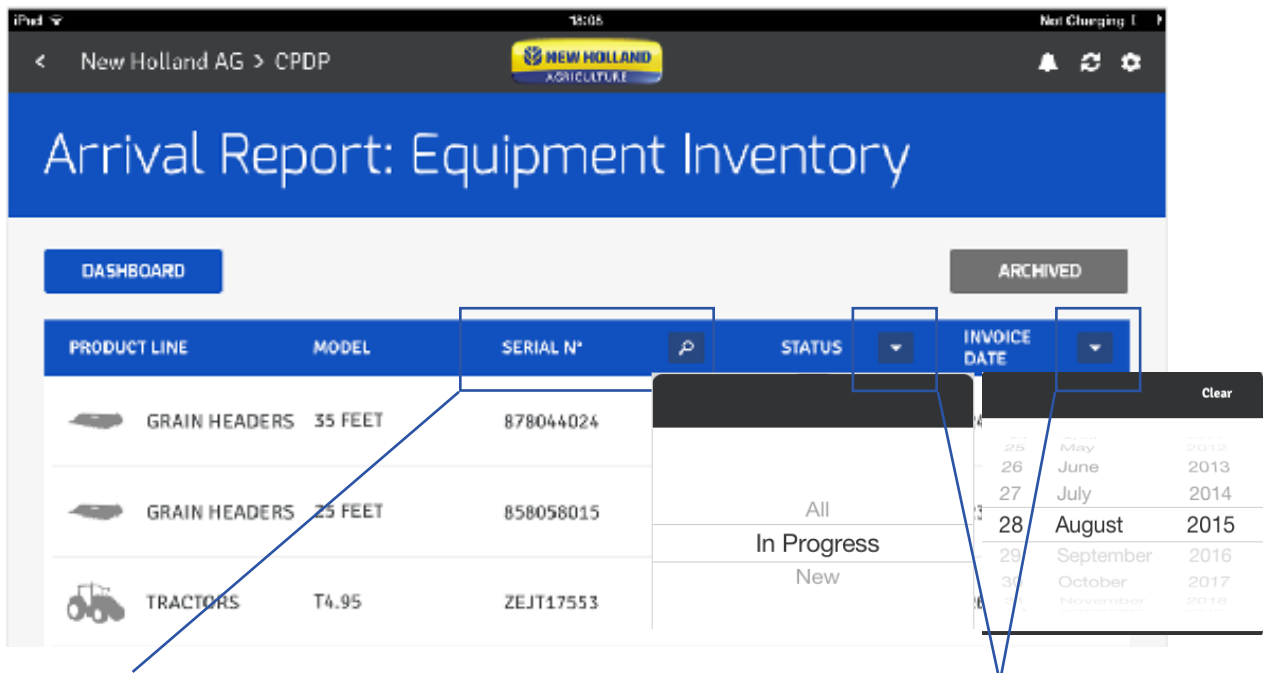 iPad 18:08 Not Charging
< New Holland AG > CPDP NEW HOLLAND
AGRICULTURE
Arrival Report: Equipment Inventory
DASHBOARD ARCHIVED
PRODUCT LINE MODEL SERIAL N° STATUS INVOICE
DATE
GRAIN HEADERS 35 FEET 878044024
GRAIN HEADERS 25 FEET 858058015
TRACTORS T4.95 ZEJT17553
All
In Progress
New
Clear
25 May 2012
26 June 2013
27 July 2014
28 August 2015
29 September 2016
30 October 2017
November 2018